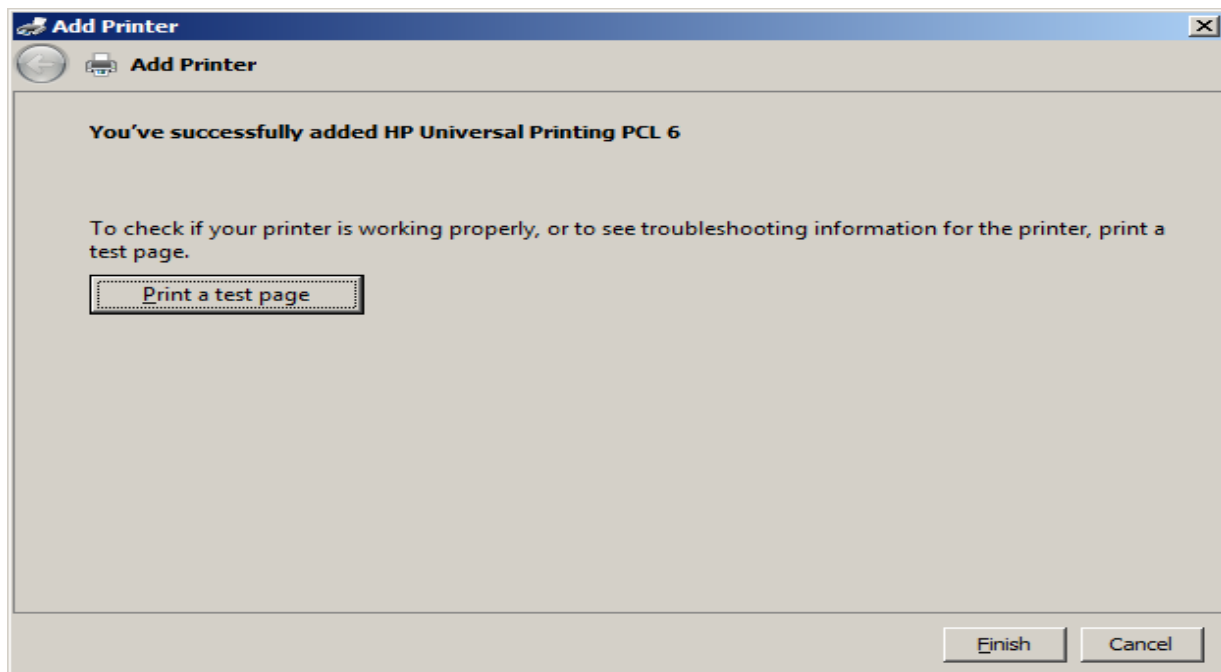 Add Printer
Add Printer
You've successfully added HP Universal Printing PCL 6
To check if your printer is working properly, or to see troubleshooting information for the printer, print a
test page.
Print a test page
Finish
Cancel